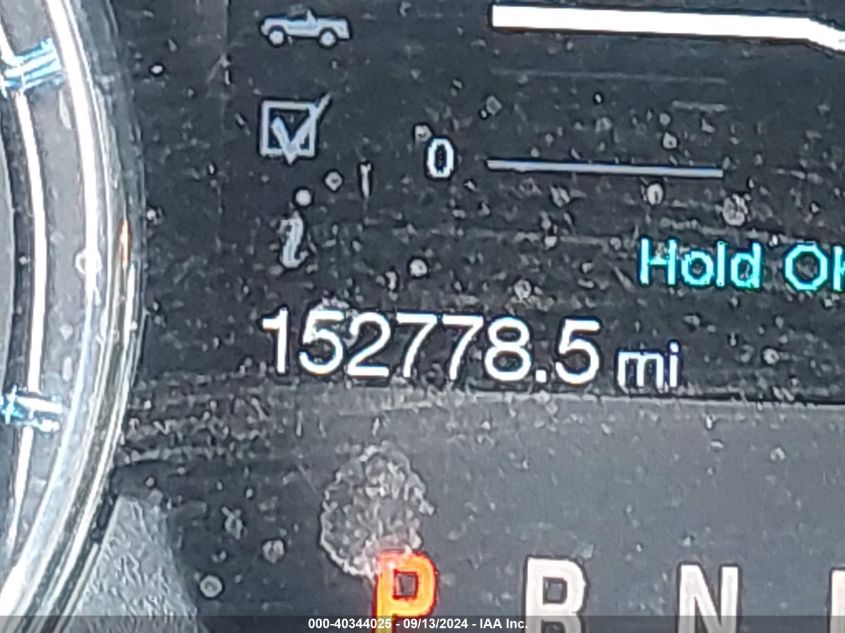 0
i
Hold OK
152778.5 mi
P R N
000-40344025 - 09/13/2024 - IAA Inc.